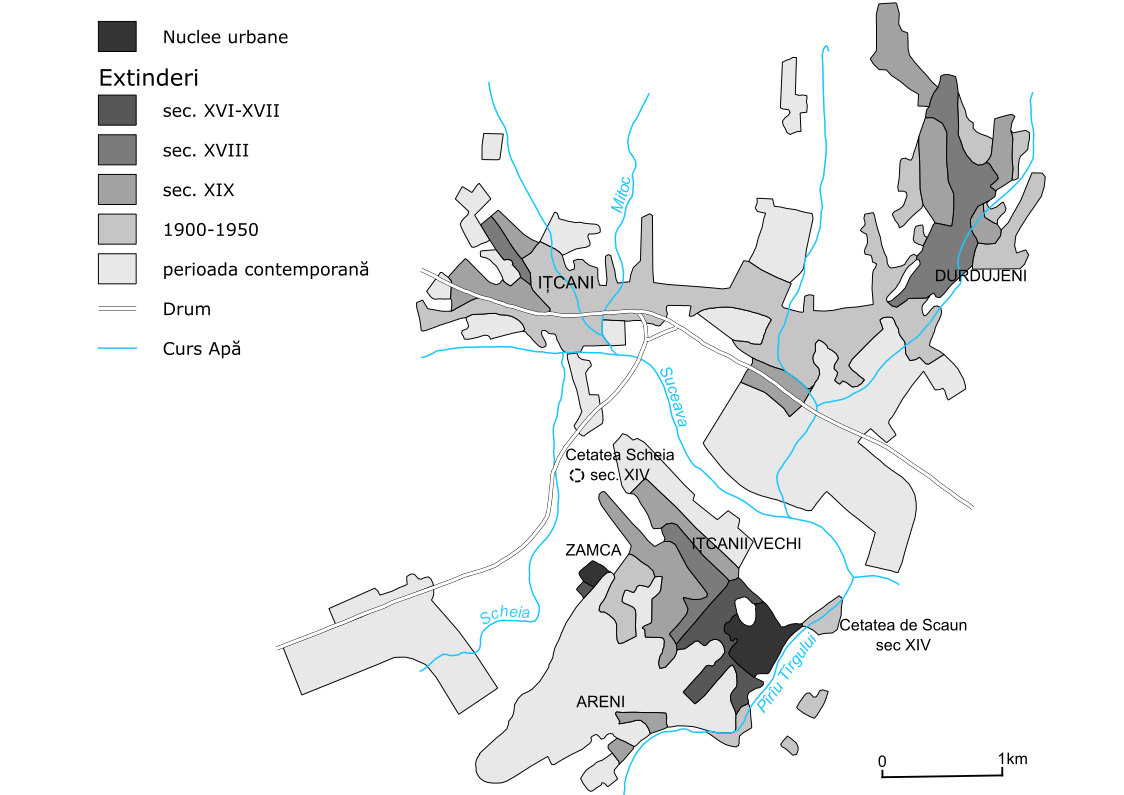 Nuclee urbane
Extinderi
sec. XVI-XVII
sec. XVIII
sec. XIX
1900-1950
perioada contemporană
Drum
Curs Apă
Mitoc
IȚCANI
DURDUJENI
Suceava
Cetatea Scheia
sec. XIV
IȚCANII VECHI
ZAMCA
Scheia
Cetatea de Scaun
sec XIV
Pîrîu Tîrgului
ARENI
0 1km